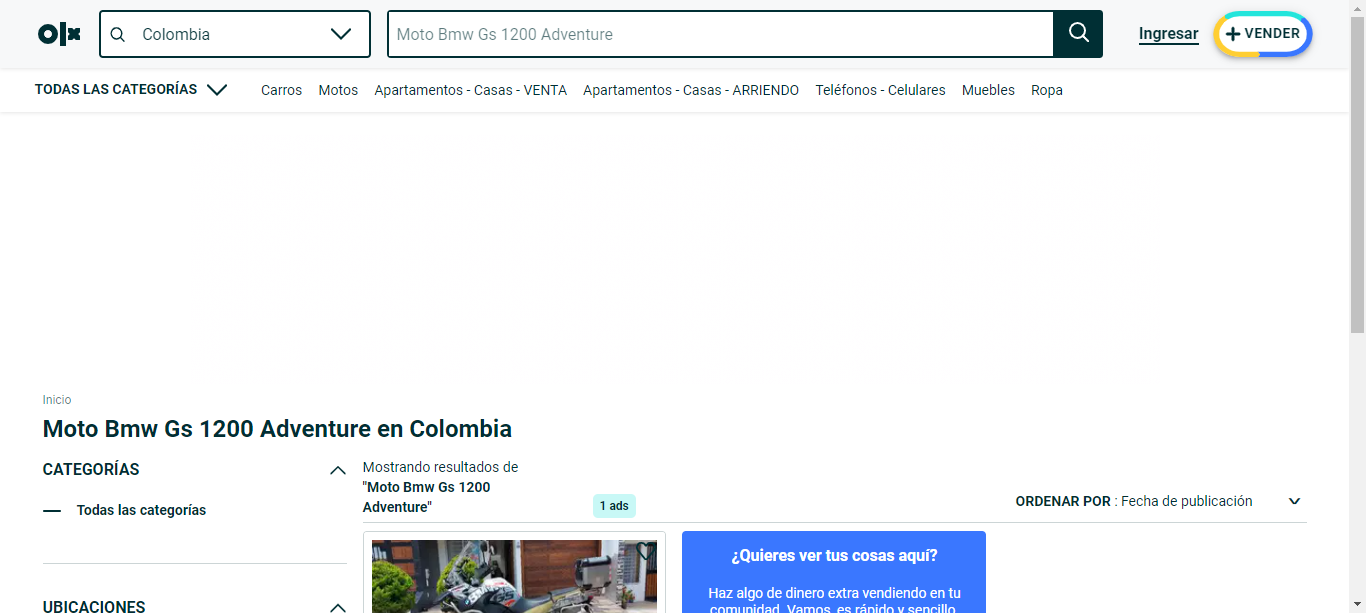 olx
Colombia
Moto Bmw Gs 1200 Adventure
Ingresar
VENDER
TODAS LAS CATEGORÍAS
Carros
Motos
Apartamentos - Casas - VENTA
Apartamentos - Casas - ARRIENDO
Teléfonos - Celulares
Muebles
Ropa
Inicio
Moto Bmw Gs 1200 Adventure en Colombia
CATEGORÍAS
Todas las categorías
UBICACIONES
Mostrando resultados de
"Moto Bmw Gs 1200
Adventure"
1 ads
ORDENAR POR : Fecha de publicación
¿Quieres ver tus cosas aquí?
Haz algo de dinero extra vendiendo en tu
comunidad. Vamos, es rápido y sencillo.